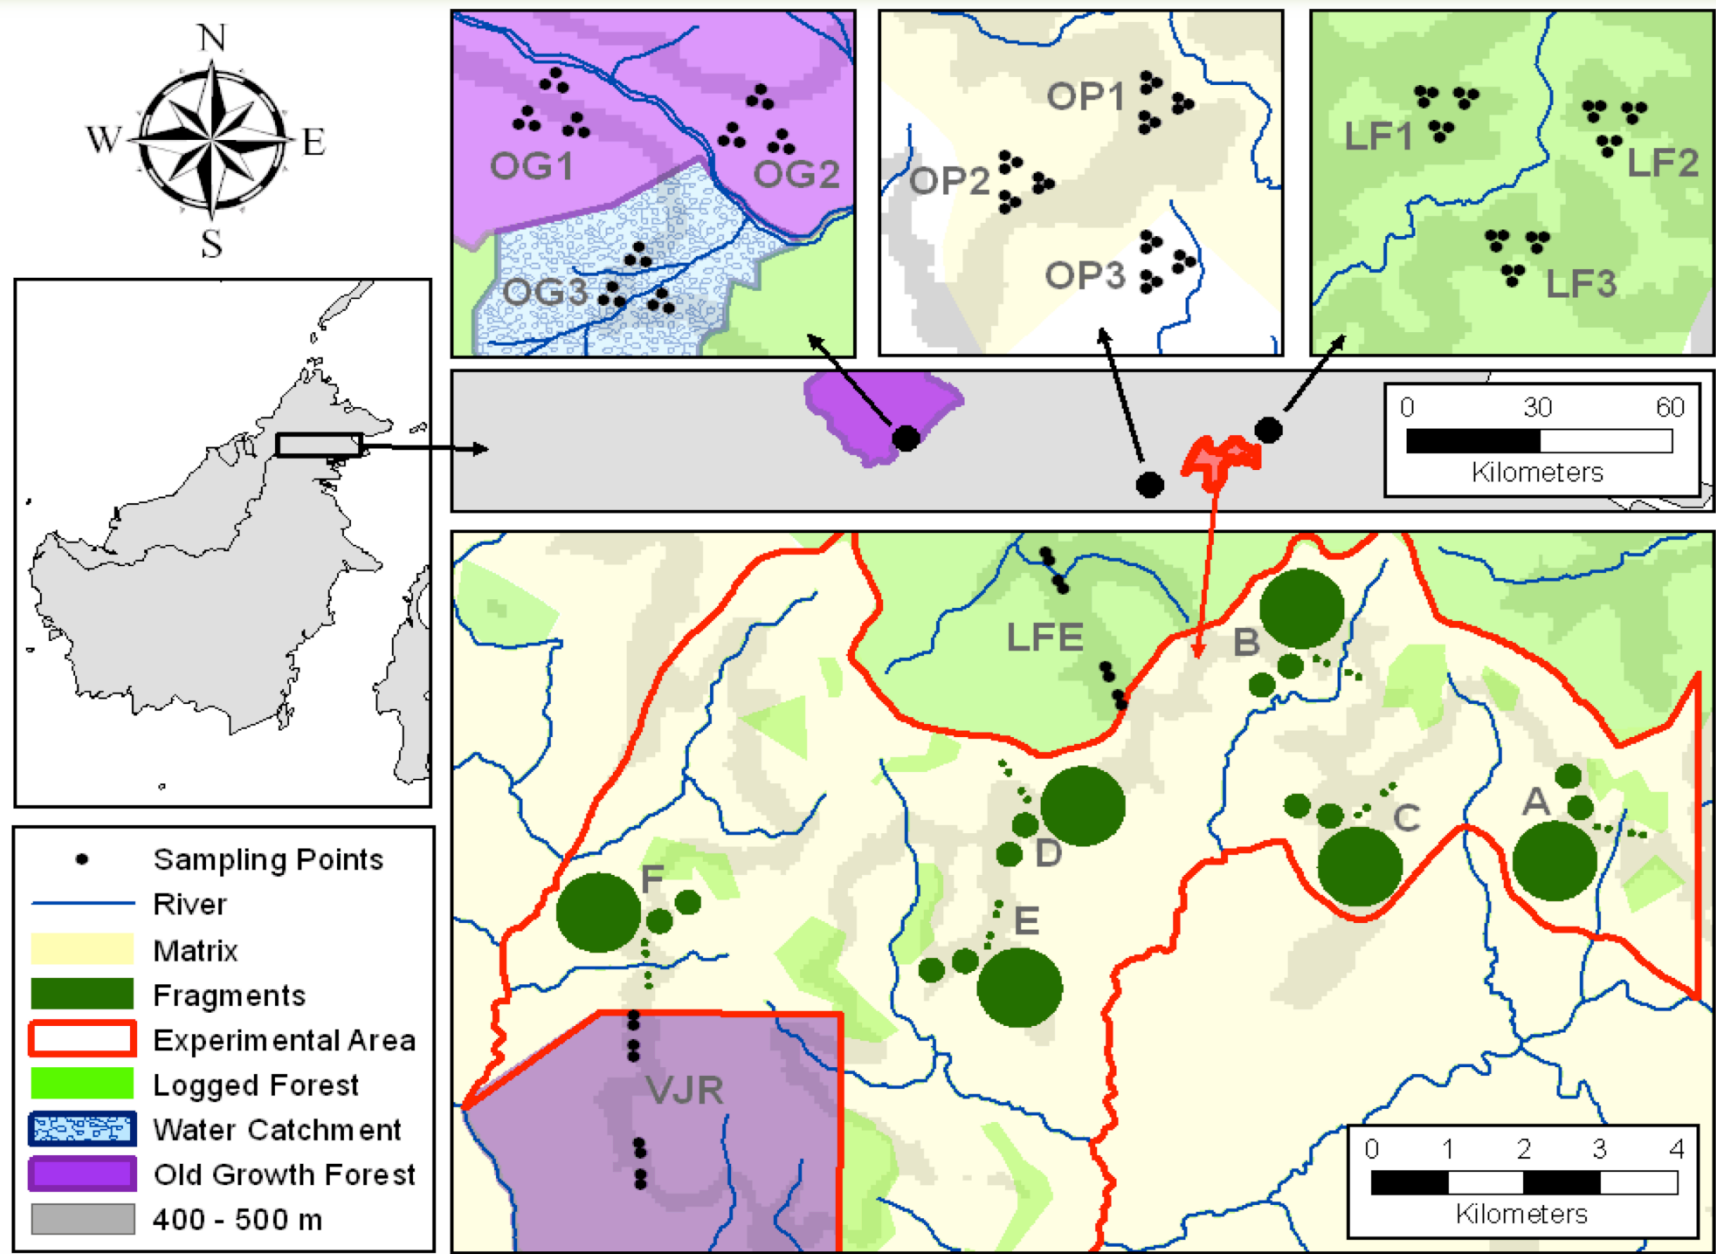 N
W E
S
OG1
OG2
OG3
OP1
OP2
OP3
LF1
LF2
LF3
0 30 60
Kilometers
LFE
B
C
A
D
E
F
VJR
0 1 2 3 4
Kilometers
Sampling Points
River
Matrix
Fragments
Experimental Area
Logged Forest
Water Catchment
Old Growth Forest
400 - 500 m